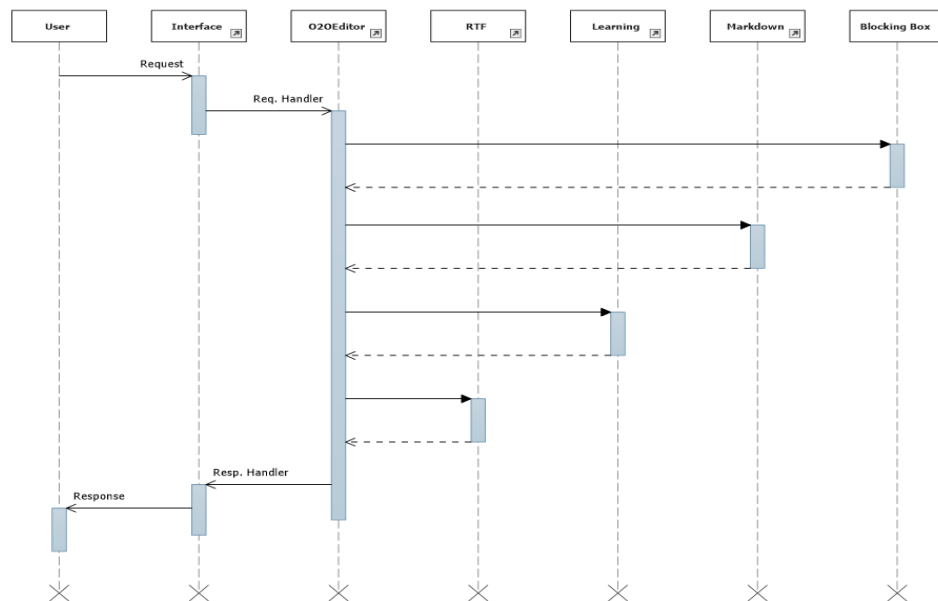 User
Interface
O2OEditor
RTF
Learning
Markdown
Blocking Box
Request
Req. Handler
Resp. Handler
Response